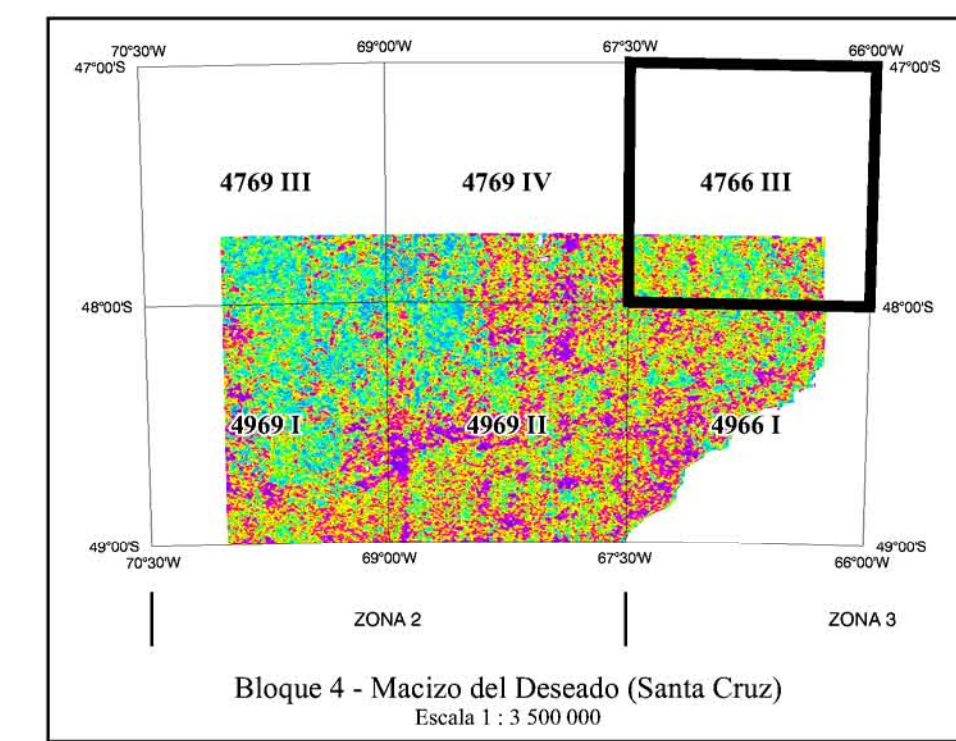 70°30'W 69°00'W 67°30'W 66°00'W
47°00'S 47°00'S
4769 III 4769 IV 4766 III
48°00'S 48°00'S
4969 I 4969 II 4966 I
49°00'S 49°00'S
70°30'W 69°00'W 67°30'W 66°00'W
ZONA 2 ZONA 3
Bloque 4 - Macizo del Deseado (Santa Cruz)
Escala 1 : 3 500 000